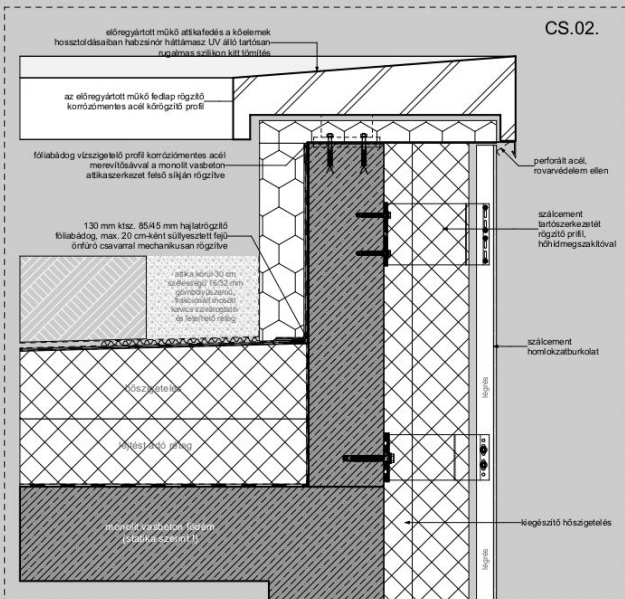 CS.02.
előregyártott műkő attikafedés a kőelemek
hossztoldásaiban habzsinór háttámasz UV álló tartósan
rugalmas szilikon kitt tömítés
az előregyártott műkő fedlap rögzítő
korrózómentes acél kőrögzítő profil
fóliabádog vízszigetelő profil korróziómentes acél
merevítősávval a monolit vasbeton
attikaszerkezet felső síkján rögzítve
perforált acél,
rovarvédelem ellen
130 mm ktsz. 85/45 mm hajlatrögzítő
fóliabádog, max. 20 cm-ként süllyesztett fejű
önfúró csavarral mechanikusan rögzítve
szálcement
tartószerkezetét
rögzítő prifil,
hőhídmegszakítóval
attika körül 30 cm
szélességű 16/32 mm
gömbölyűszemű,
frakcionált mosott
kavics szivárogtató-
és leterhelő réteg
szálcement
homlokzatburkolat
légrés
hőszigetelés
lejtést adó réteg
monolit vasbeton födém
(statika szerint !)
kiegészítő hőszigetelés
légrés